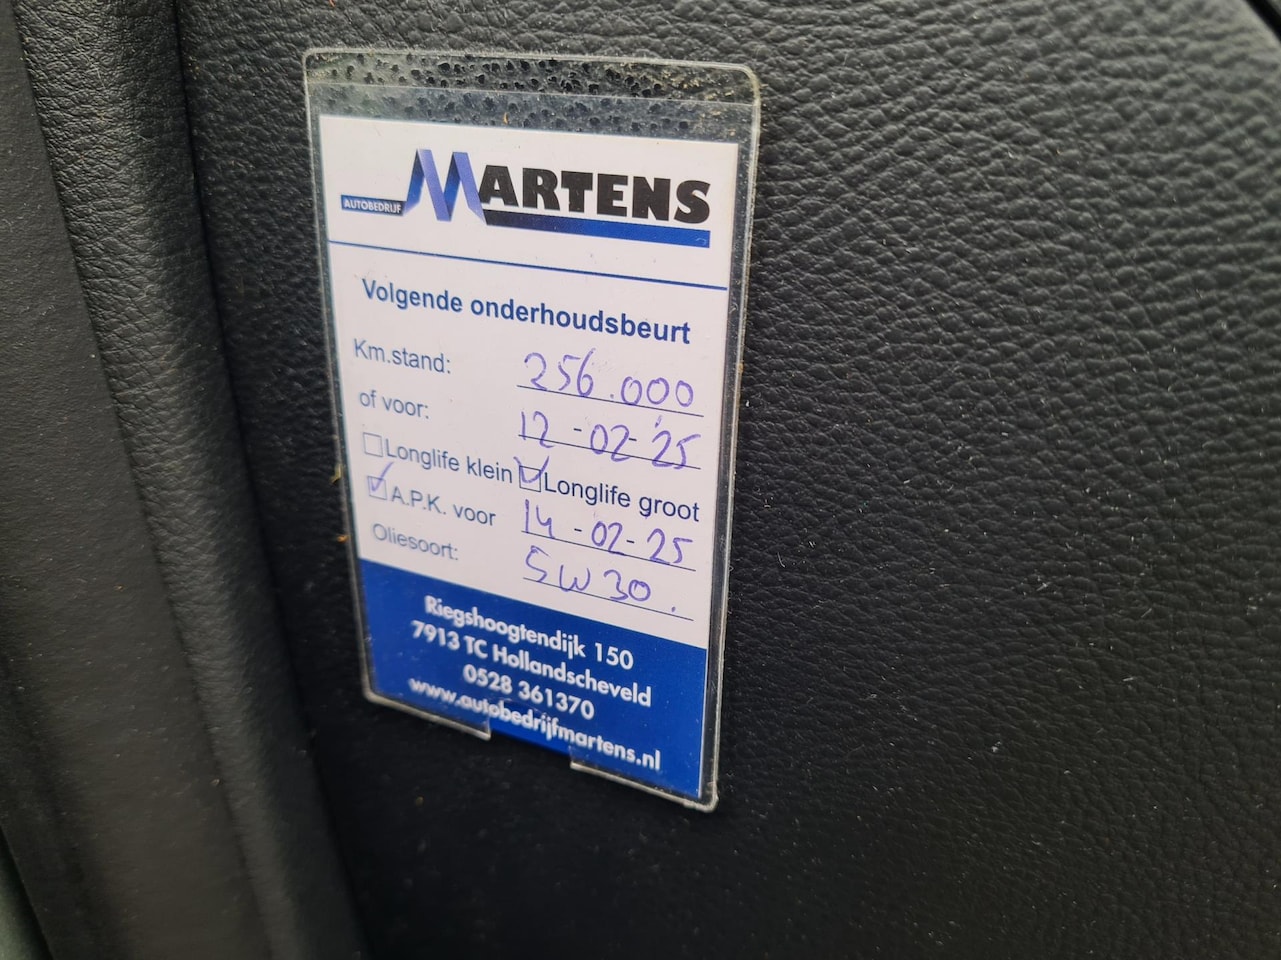 AUTOBEDRIJF MARTENS
Volgende onderhoudsbeurt
Km.stand: 256.000
of voor: 12-02-'25
Longlife klein Longlife groot
A.P.K. voor 14-02-'25
Oliesoort: 5W30.
Riegshoogtendijk 150
7913 TC Hollandscheveld
0528 361370
www.autobedrijfmartens.nl